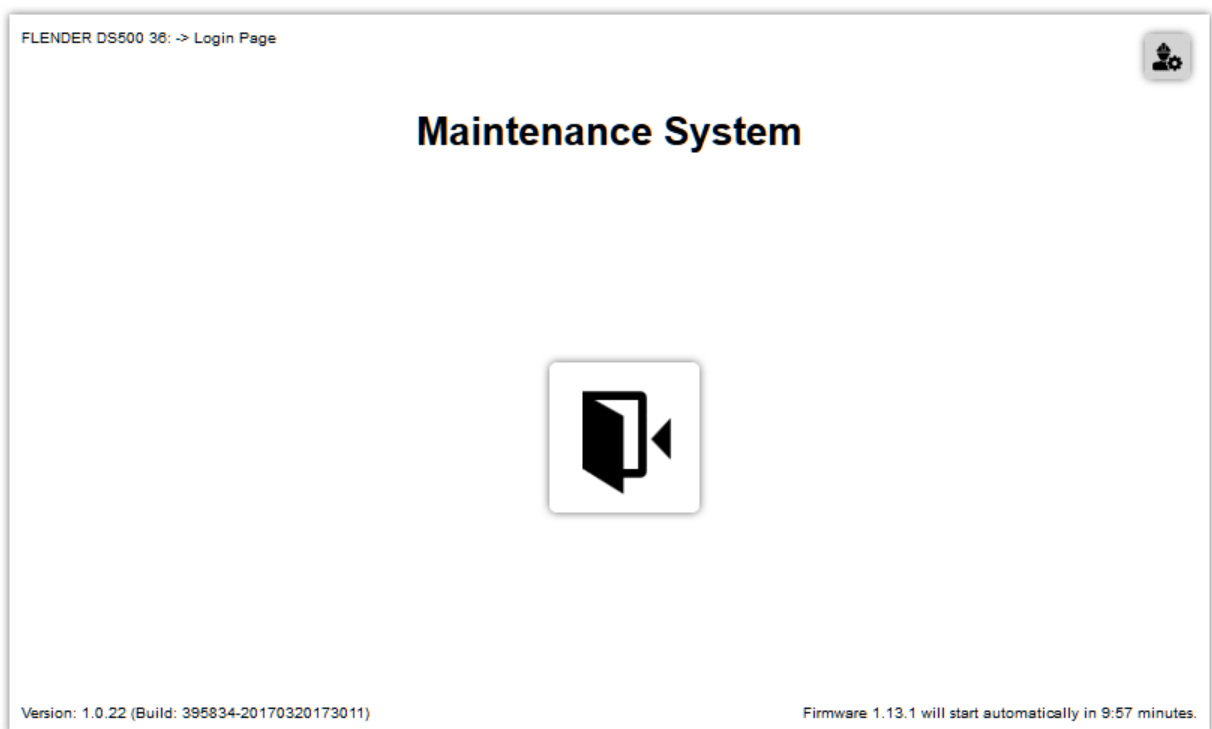 FLENDER DS500 36: -> Login Page
Maintenance System
Version: 1.0.22 (Build: 395834-20170320173011)
Firmware 1.13.1 will start automatically in 9:57 minutes.